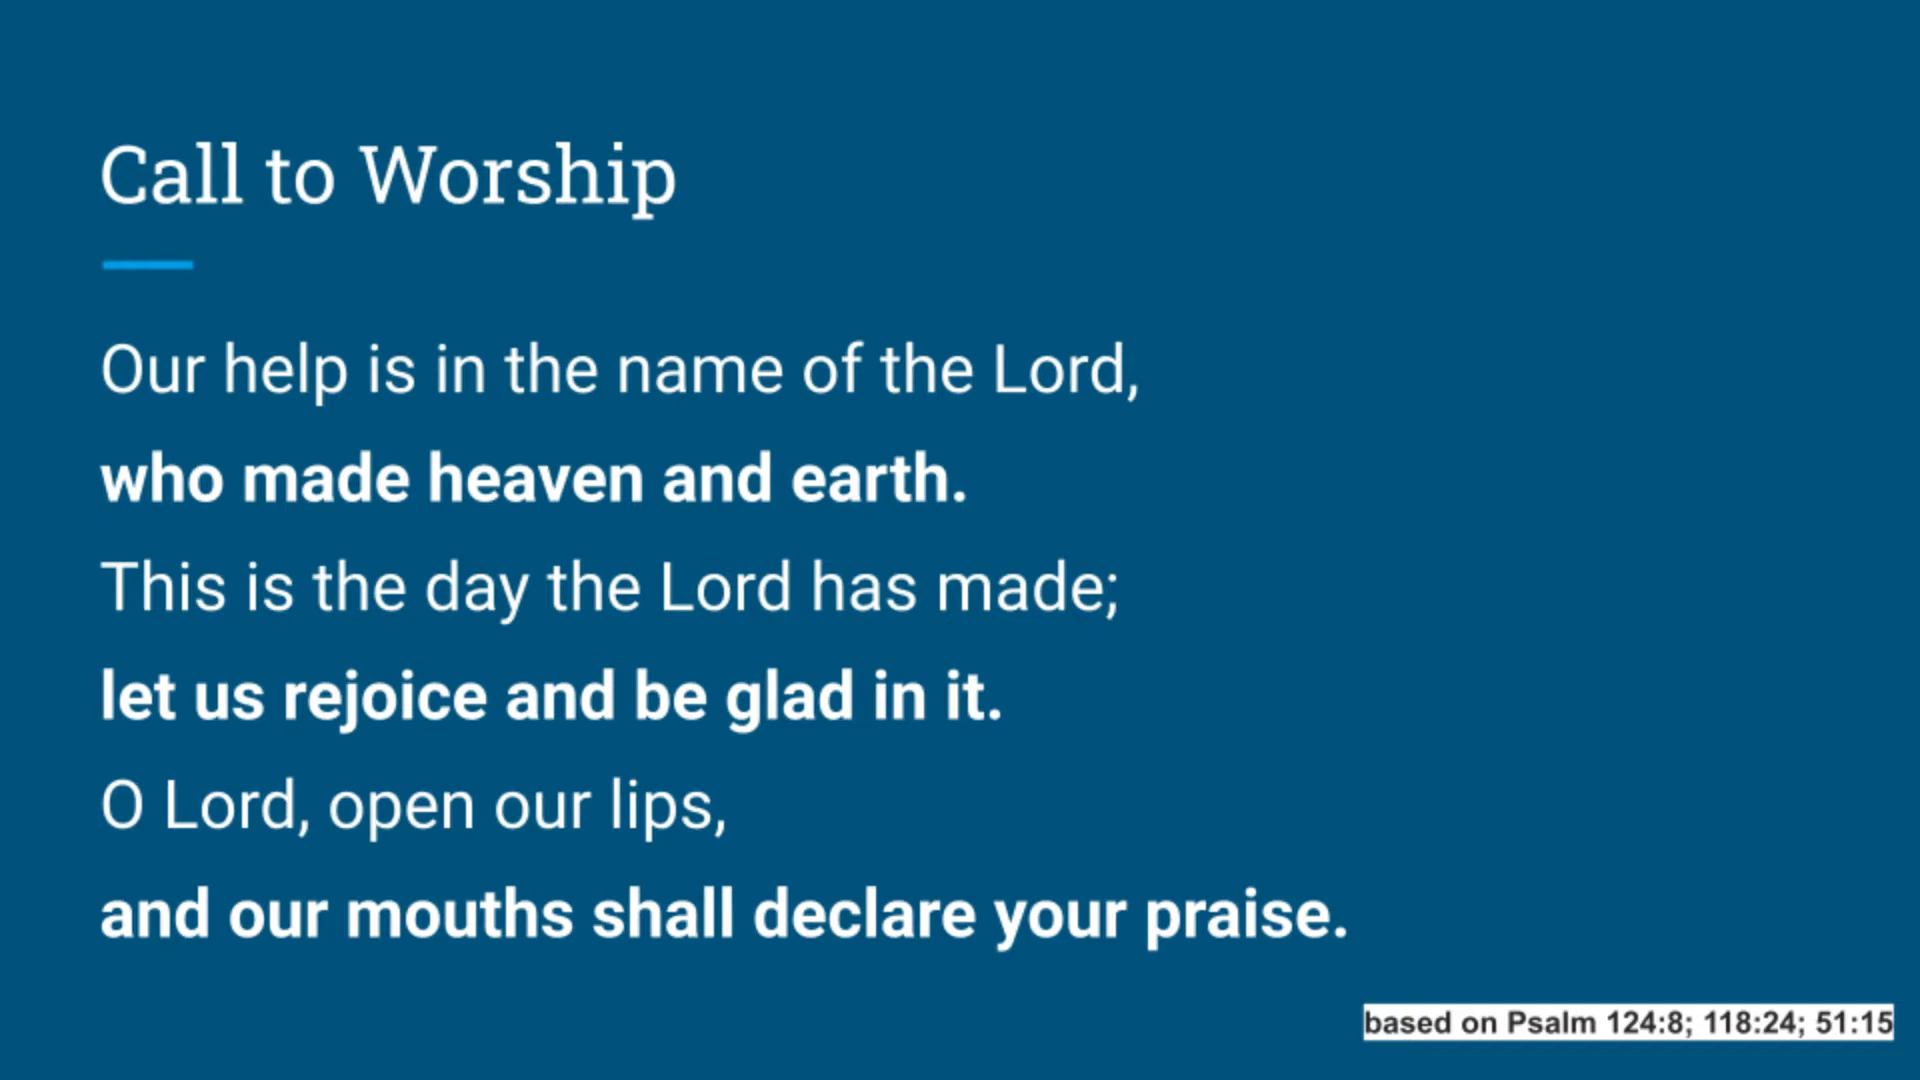 Call to Worship
Our help is in the name of the Lord,
who made heaven and earth.
This is the day the Lord has made;
let us rejoice and be glad in it.
O Lord, open our lips,
and our mouths shall declare your praise.
based on Psalm 124:8; 118:24; 51:15